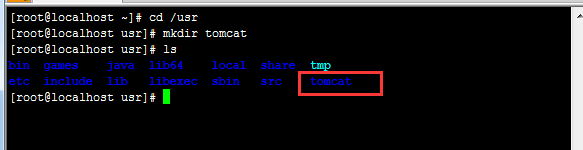 [root@localhost ~]# cd /usr
[root@localhost usr]# mkdir tomcat
[root@localhost usr]# ls
bin games java lib64 local share tmp
etc include lib libexec sbin src tomcat
[root@localhost usr]#